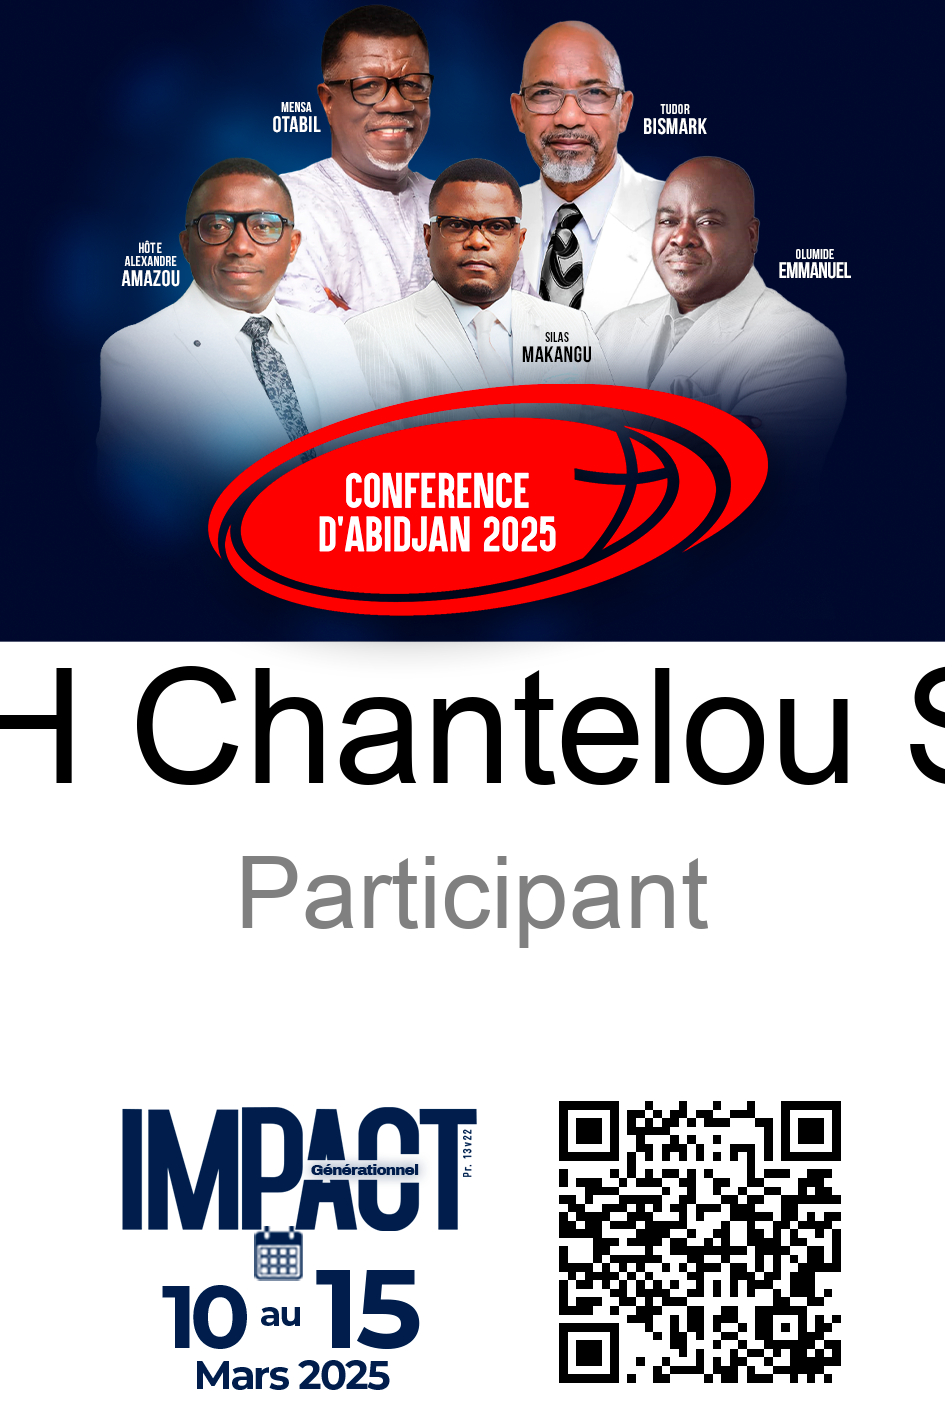 MENSA
OTABIL
TUDOR
BISMARK
HÔTE
ALEXANDRE
AMAZOU
OLUMIDE
EMMANUEL
SILAS
MAKANGU
CONFERENCE
D'ABIDJAN 2025
H Chantelou S
Participant
IMPACT
Générationnel
Pr. 13v22
10 au 15
Mars 2025